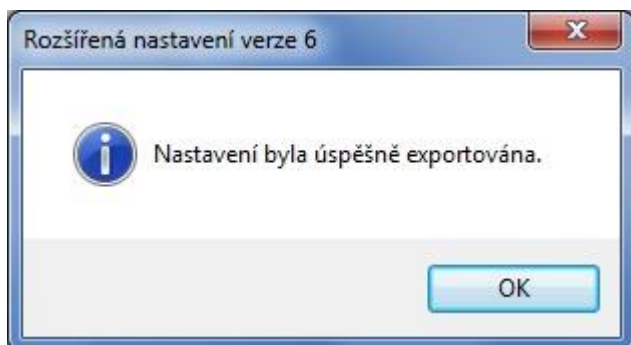 Rozšířená nastavení verze 6
Nastavení byla úspěšně exportována.
OK